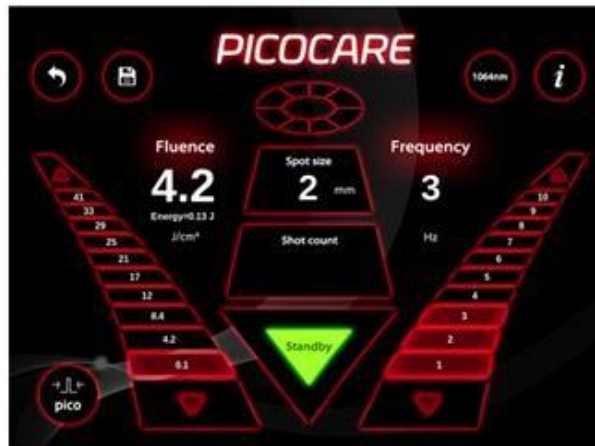 PICOCARE
1064nm
i
Fluence
4.2
Energy=0.13 J
J/cm²
Spot size
2 mm
Shot count
Frequency
3
Hz
41
33
29
25
21
17
12
8.4
4.2
0.1
10
9
8
7
6
5
4
3
2
1
Standby
pico